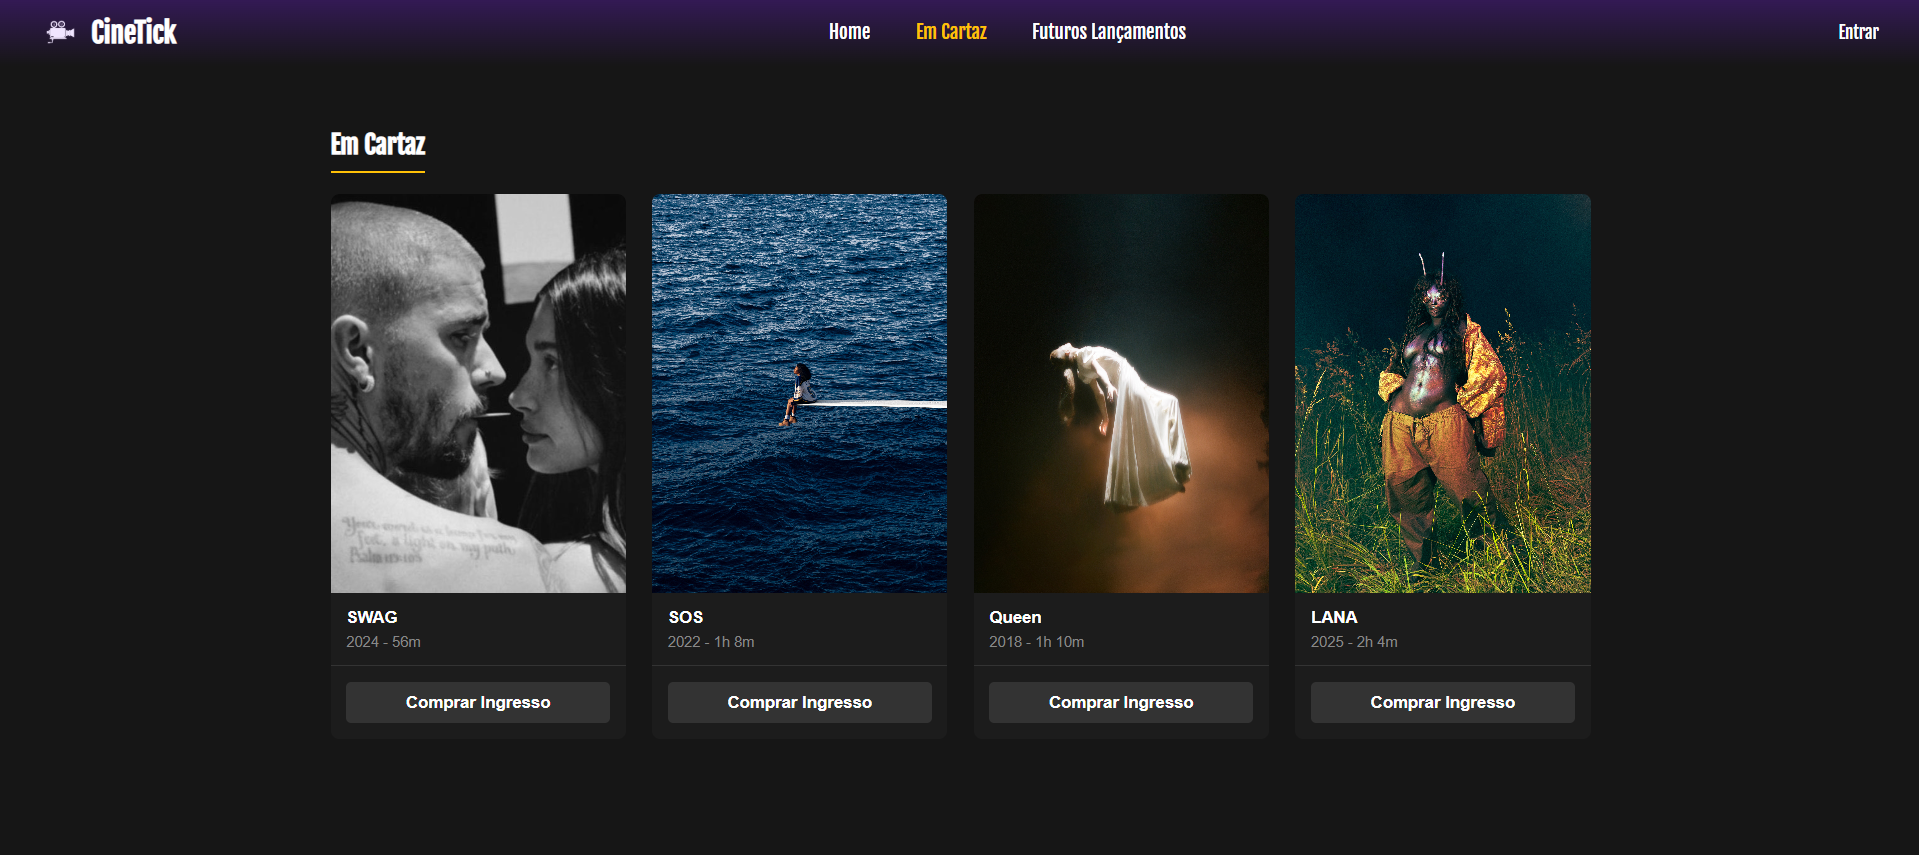 CineTick
Home
Em Cartaz
Futuros Lançamentos
Entrar
Em Cartaz
Your word is a lamp for my
feet, a light on my path.
Psalm 119:105
SWAG
2024 - 56m
Comprar Ingresso
SOS
2022 - 1h 8m
Comprar Ingresso
Queen
2018 - 1h 10m
Comprar Ingresso
LANA
2025 - 2h 4m
Comprar Ingresso